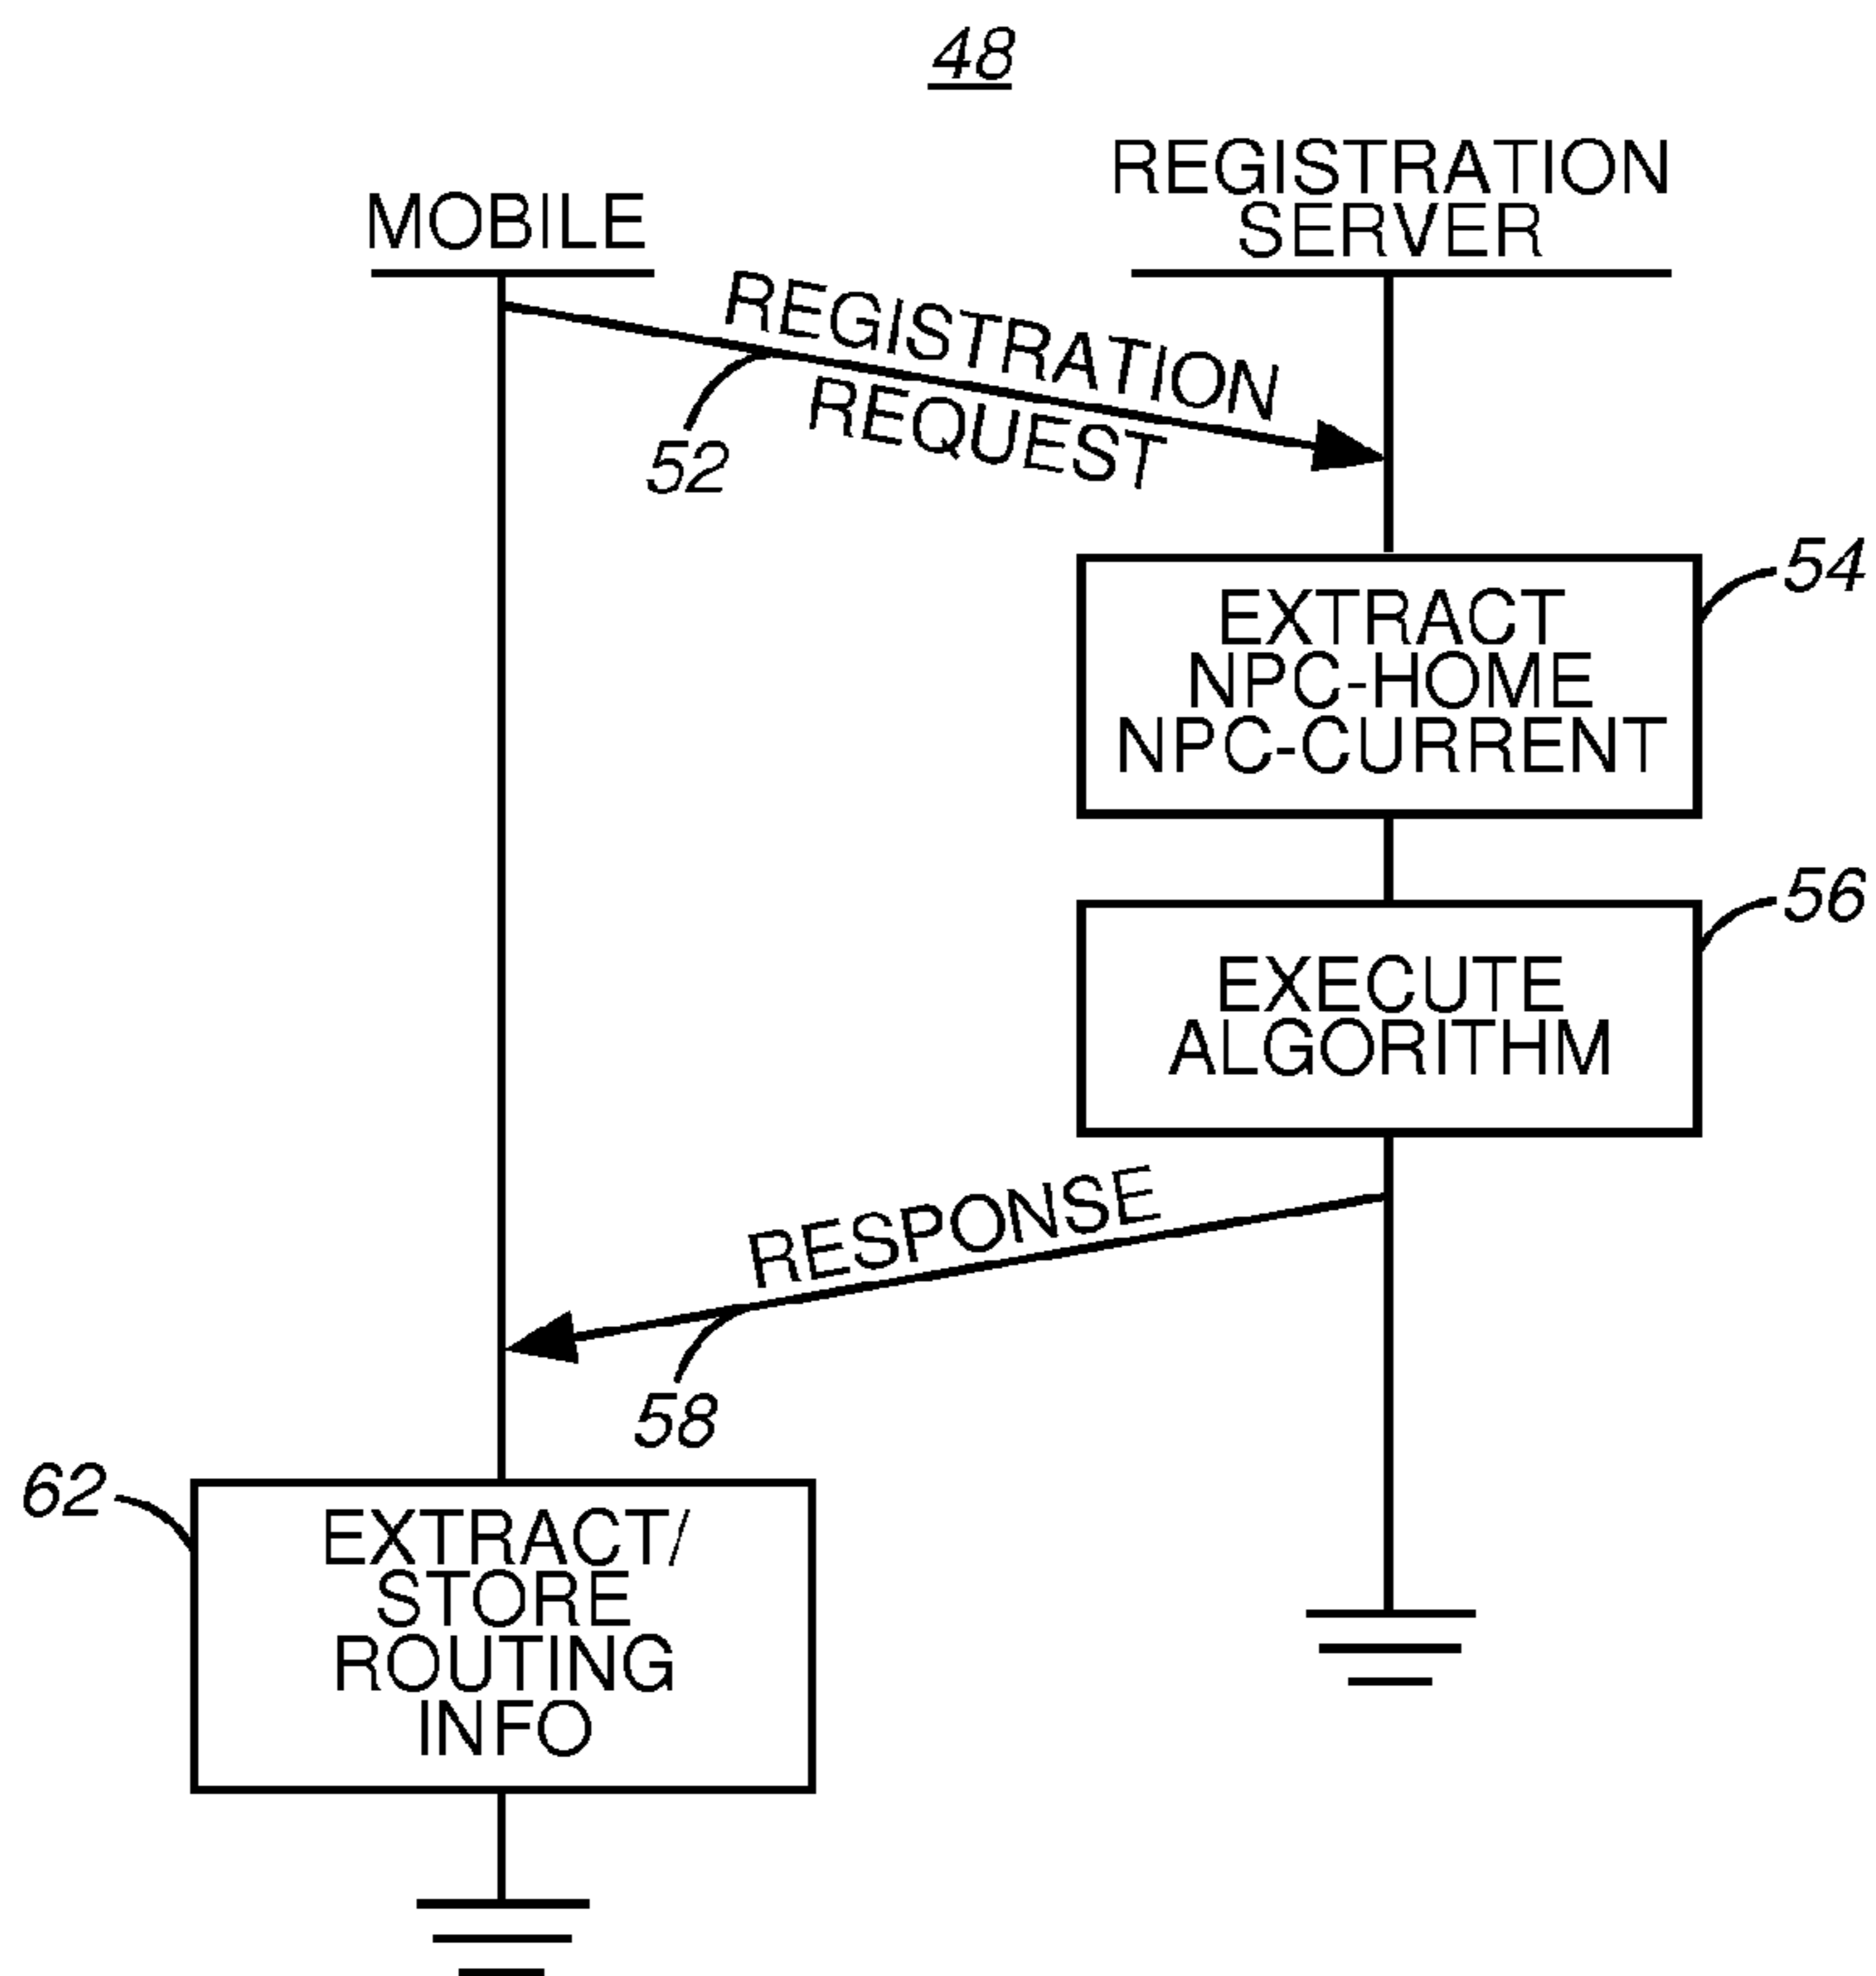 48
MOBILE
REGISTRATION
SERVER
REGISTRATION
REQUEST
52
54
EXTRACT
NPC-HOME
NPC-CURRENT
56
EXECUTE
ALGORITHM
RESPONSE
58
62
EXTRACT/
STORE
ROUTING
INFO